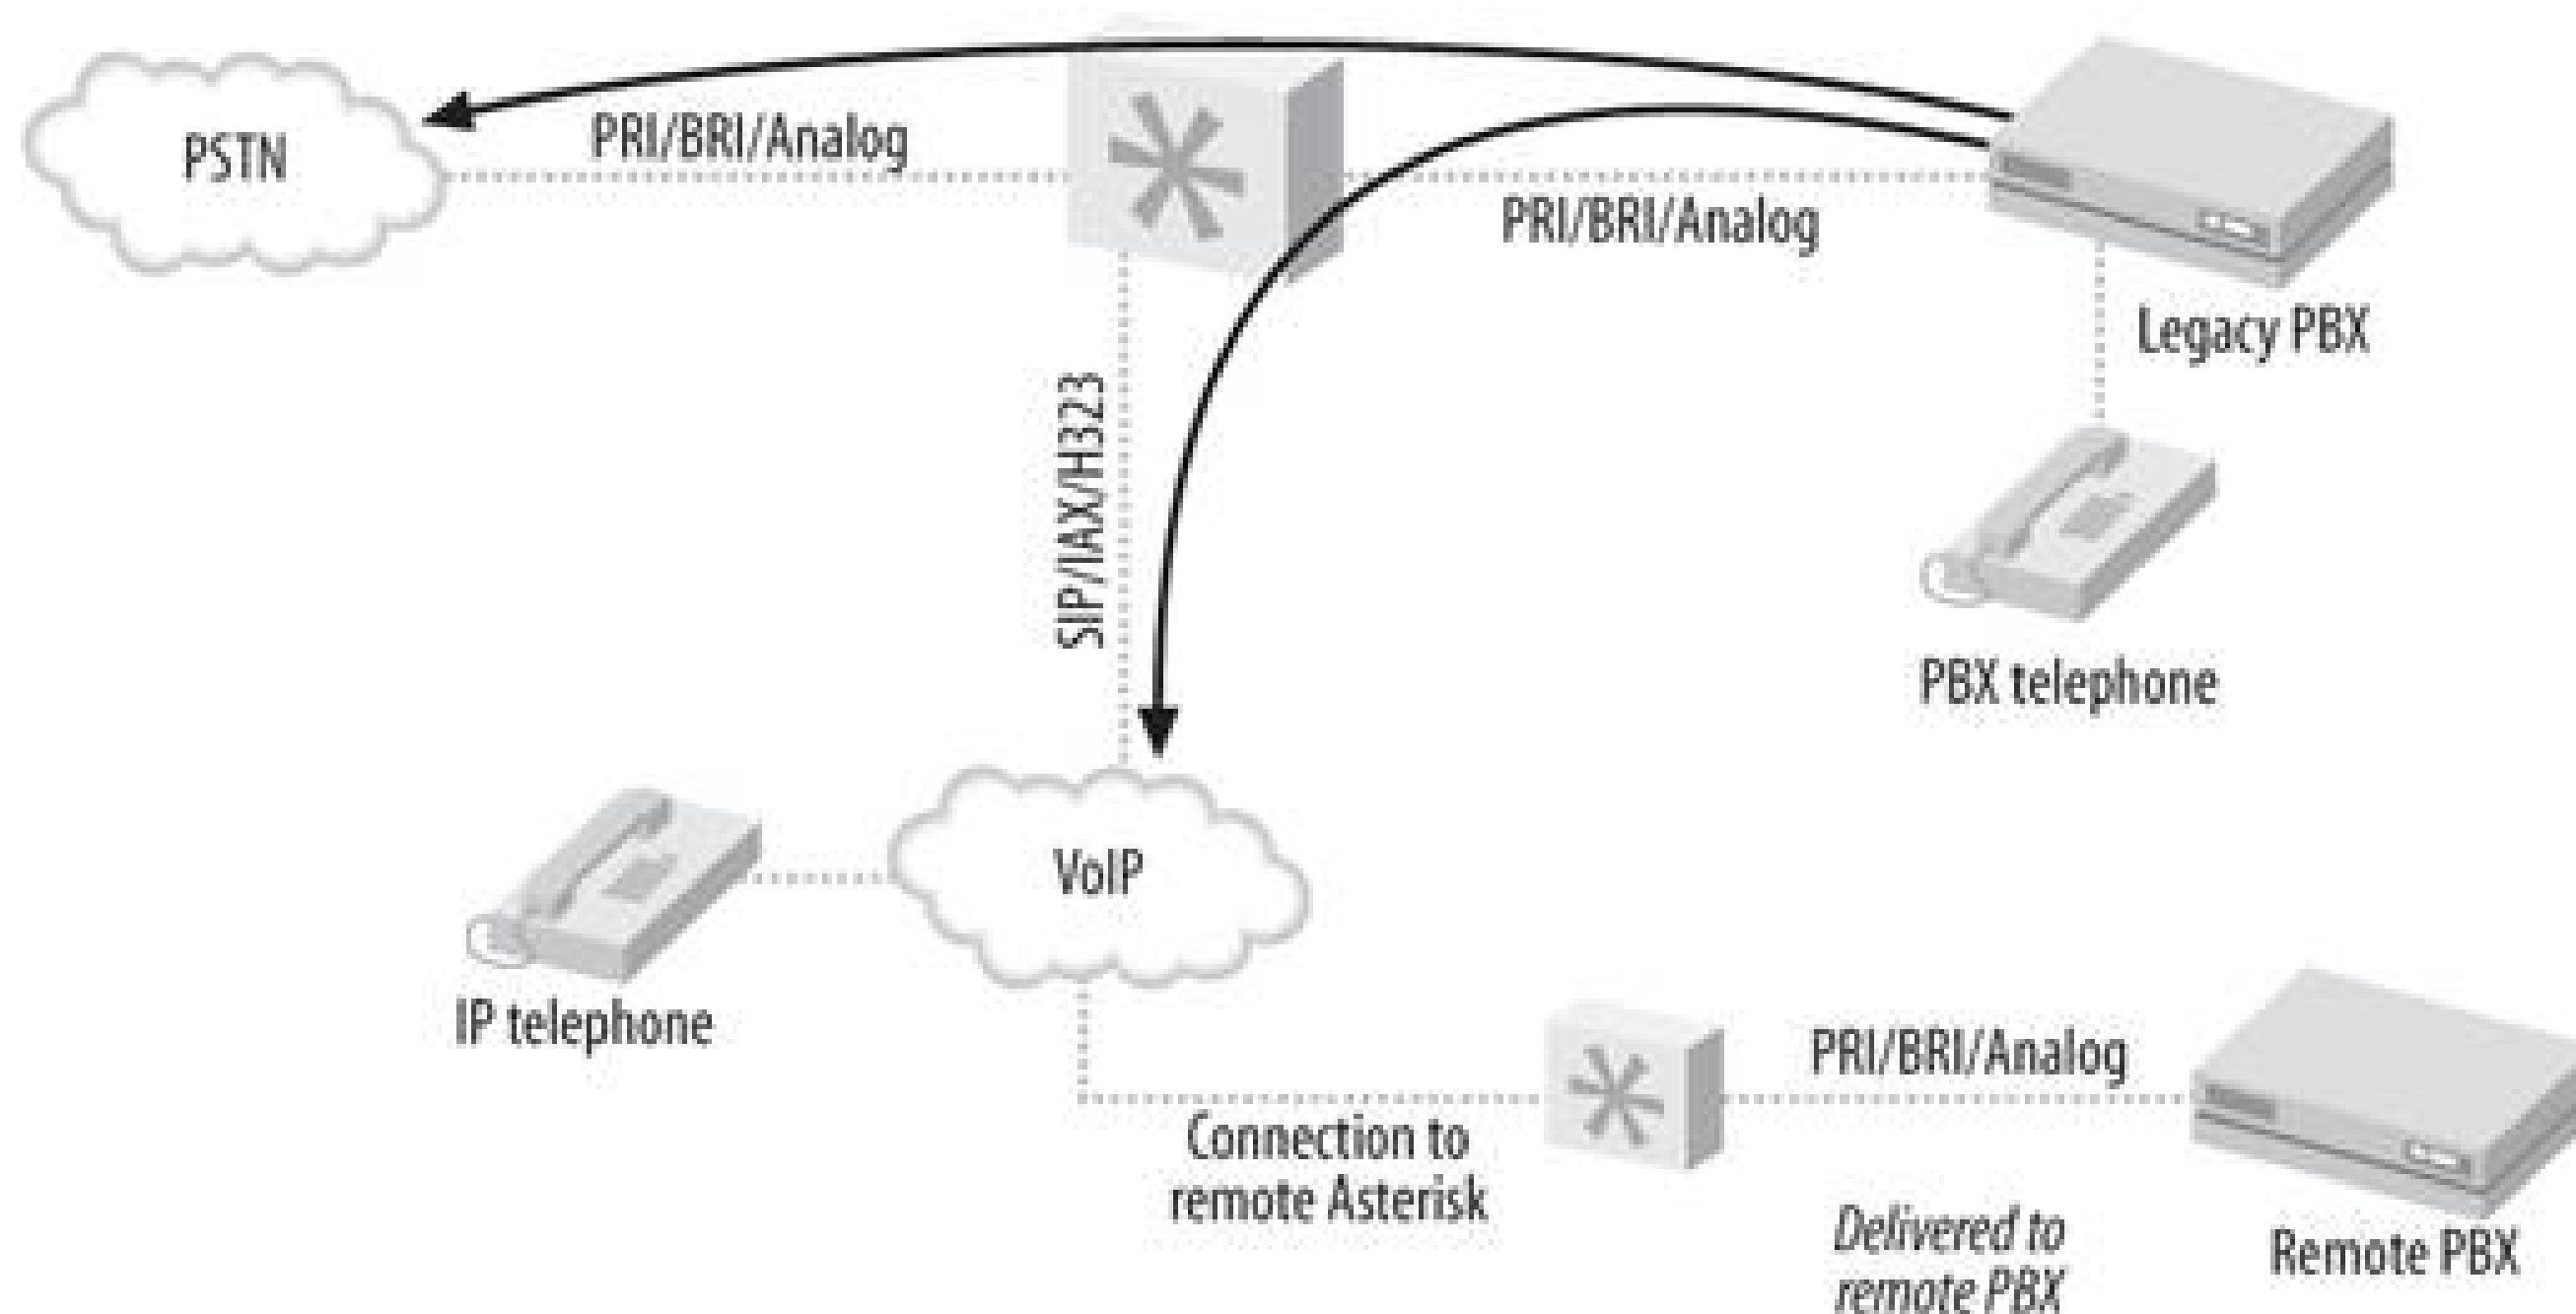 PSTN
PRI/BRI/Analog
PRI/BRI/Analog
Legacy PBX
SIP/IAX/H323
PBX telephone
VoIP
IP telephone
PRI/BRI/Analog
Connection to
remote Asterisk
Delivered to
remote PBX
Remote PBX